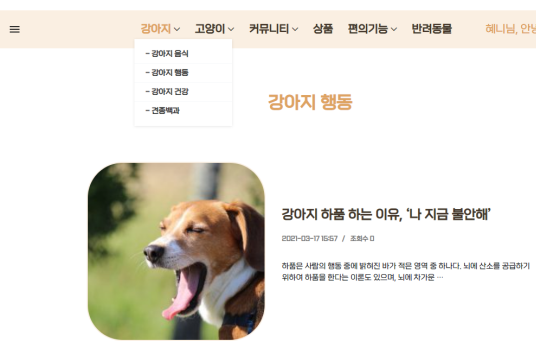 강아지 고양이 커뮤니티 상품 편의기능 반려동물 혜니님, 안녕
- 강아지 음식
- 강아지 행동
- 강아지 건강
- 견종백과
강아지 행동
강아지 하품 하는 이유, ‘나 지금 불안해’
2021-03-17 15:57 / 조회수 0
하품은 사람의 행동 중에 밝혀진 바가 적은 영역 중 하나다. 뇌에 산소를 공급하기
위하여 하품을 한다는 이론도 있으며, 뇌에 차가운 …